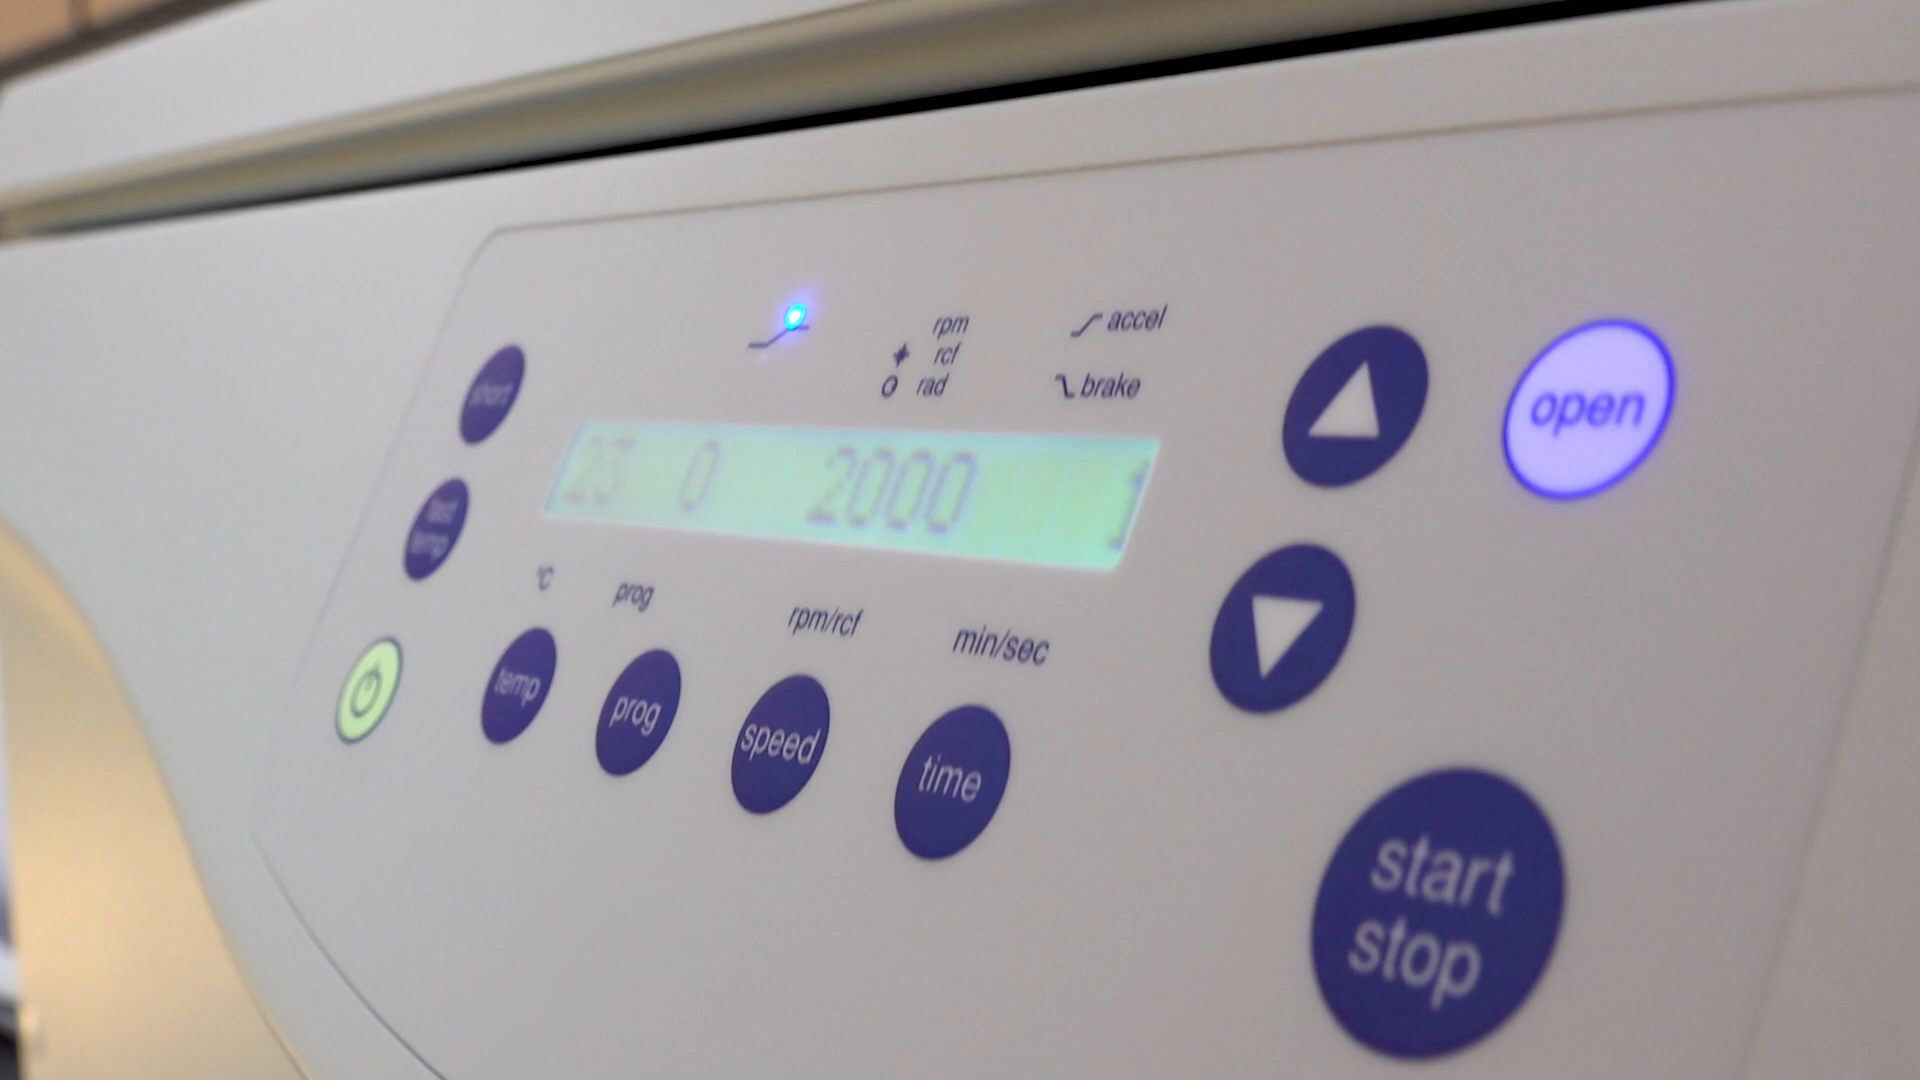 rpm
rcf
rad
accel
brake
short
fast
temp
23 0 2000 1
°C
prog
rpm/rcf
min/sec
temp
prog
speed
time
open
start
stop